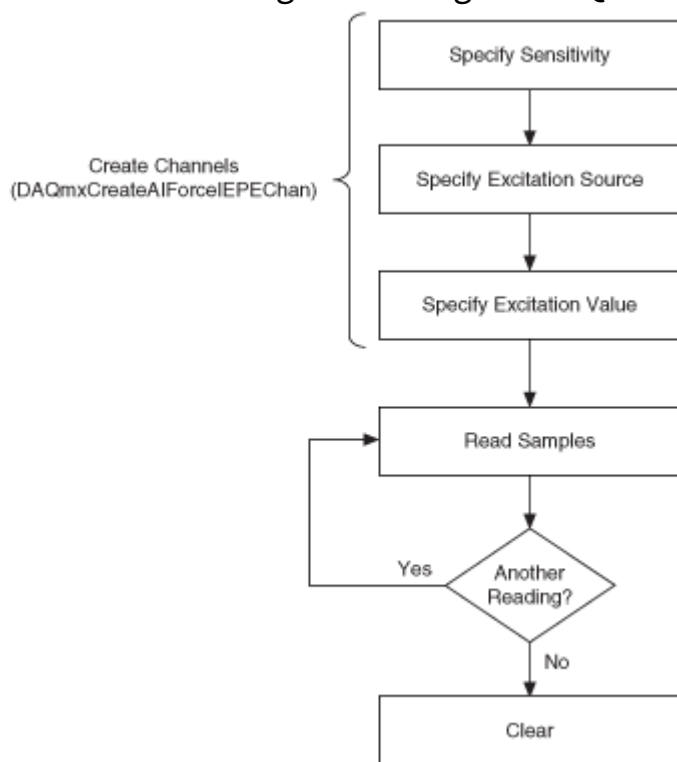 Specify Sensitivity
Create Channels
(DAQmxCreateAIForceIEPEChan)
Specify Excitation Source
Specify Excitation Value
Read Samples
Yes
Another
Reading?
No
Clear